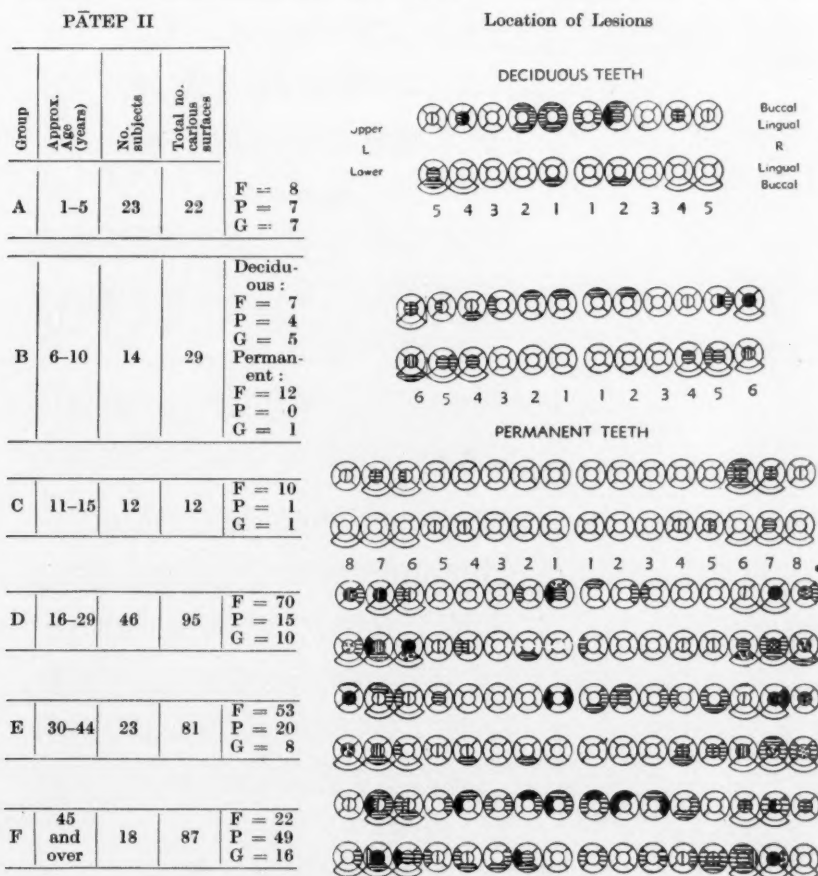 PĀTEP II
Location of Lesions
Group
Approx. Age (years)
No. subjects
Total no. carious surfaces
DECIDUOUS TEETH
Upper
L
Lower
Buccal
Lingual
R
Lingual
Buccal
5 4 3 2 1 1 2 3 4 5
A 1–5 23 22
F = 8
P = 7
G = 7
B 6–10 14 29
Decidu-
ous :
F = 7
P = 4
G = 5
Perman-
ent :
F = 12
P = 0
G = 1
6 5 4 3 2 1 1 2 3 4 5 6
PERMANENT TEETH
C 11–15 12 12
F = 10
P = 1
G = 1
8 7 6 5 4 3 2 1 1 2 3 4 5 6 7 8
D 16–29 46 95
F = 70
P = 15
G = 10
E 30–44 23 81
F = 53
P = 20
G = 8
F 45 and over 18 87
F = 22
P = 49
G = 16